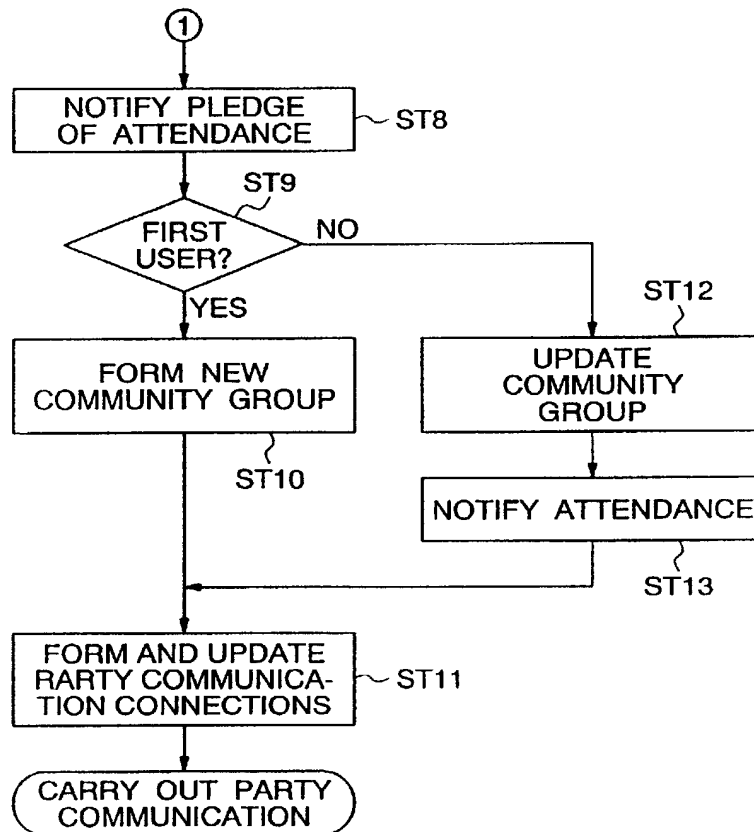 1
NOTIFY PLEDGE
OF ATTENDANCE
ST8
ST9
FIRST
USER?
NO
YES
ST12
FORM NEW
COMMUNITY GROUP
ST10
UPDATE
COMMUNITY
GROUP
NOTIFY ATTENDANCE
ST13
FORM AND UPDATE
RARTY COMMUNICA-
TION CONNECTIONS
ST11
CARRY OUT PARTY
COMMUNICATION